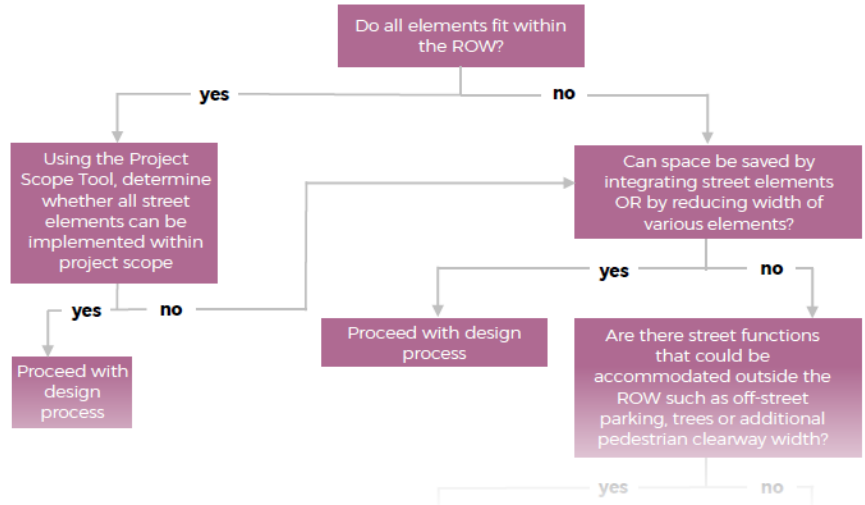 Do all elements fit within
the ROW?
yes
no
Using the Project
Scope Tool, determine
whether all street
elements can be
implemented within
project scope
Can space be saved by
integrating street elements
OR by reducing width of
various elements?
yes
no
yes
no
Proceed with
design
process
Proceed with design
process
Are there street functions
that could be
accommodated outside the
ROW such as off-street
parking, trees or additional
pedestrian clearway width?
yes
no